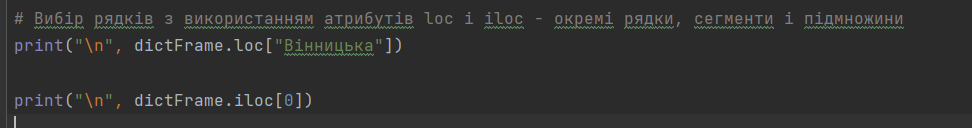 # Вибір рядків з використанням атрибутів loc і iloc - окремі рядки, сегменти і підмножини
print("\n", dictFrame.loc["Вінницька"])
print("\n", dictFrame.iloc[0])